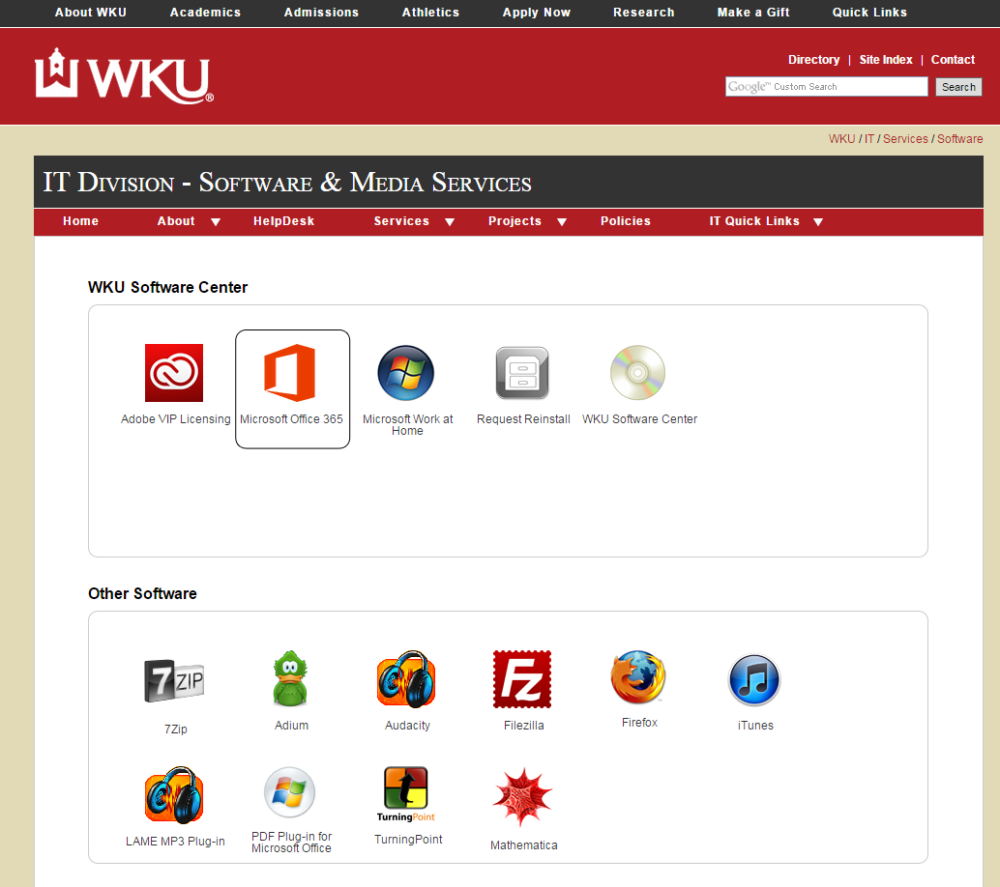 About WKU Academics Admissions Athletics Apply Now Research Make a Gift Quick Links
WKU®
Directory | Site Index | Contact
Google™ Custom Search Search
WKU / IT / Services / Software
IT Division - Software & Media Services
Home About HelpDesk Services Projects Policies IT Quick Links
WKU Software Center
Adobe VIP Licensing Microsoft Office 365 Microsoft Work at Home Request Reinstall WKU Software Center
Other Software
7 ZIP Fz
7Zip Adium Audacity Filezilla Firefox iTunes
TurningPoint
LAME MP3 Plug-in PDF Plug-in for Microsoft Office TurningPoint Mathematica